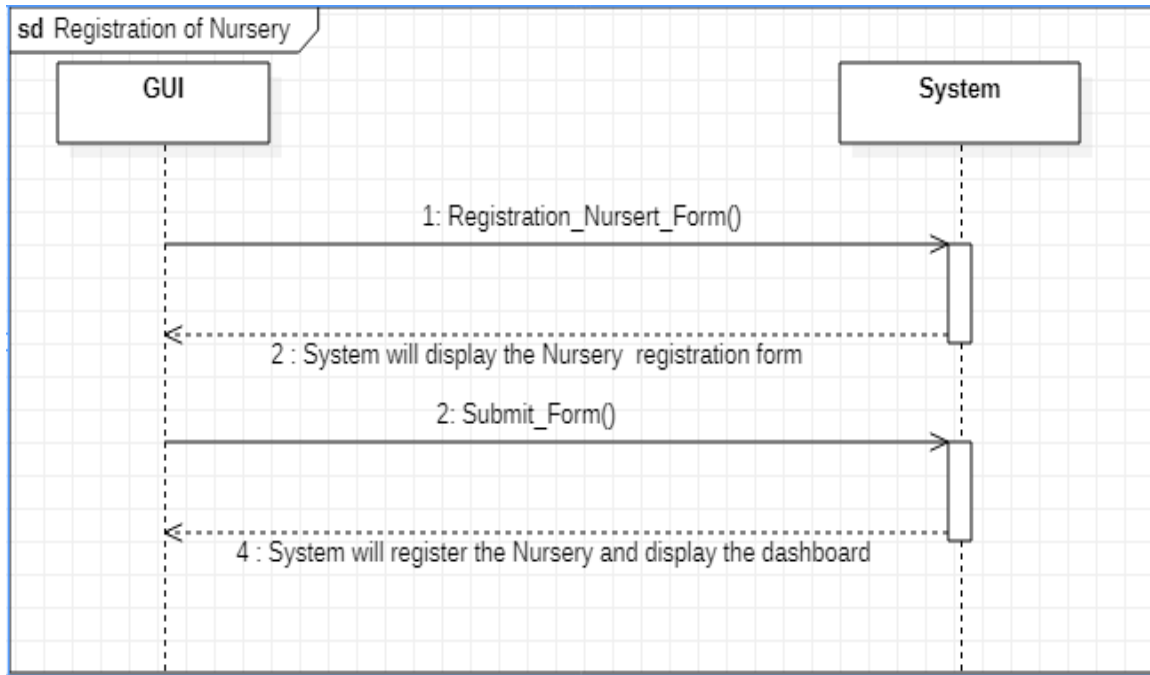 sd Registration of Nursery
GUI
System
1: Registration_Nursert_Form()
2 : System will display the Nursery registration form
2: Submit_Form()
4 : System will register the Nursery and display the dashboard